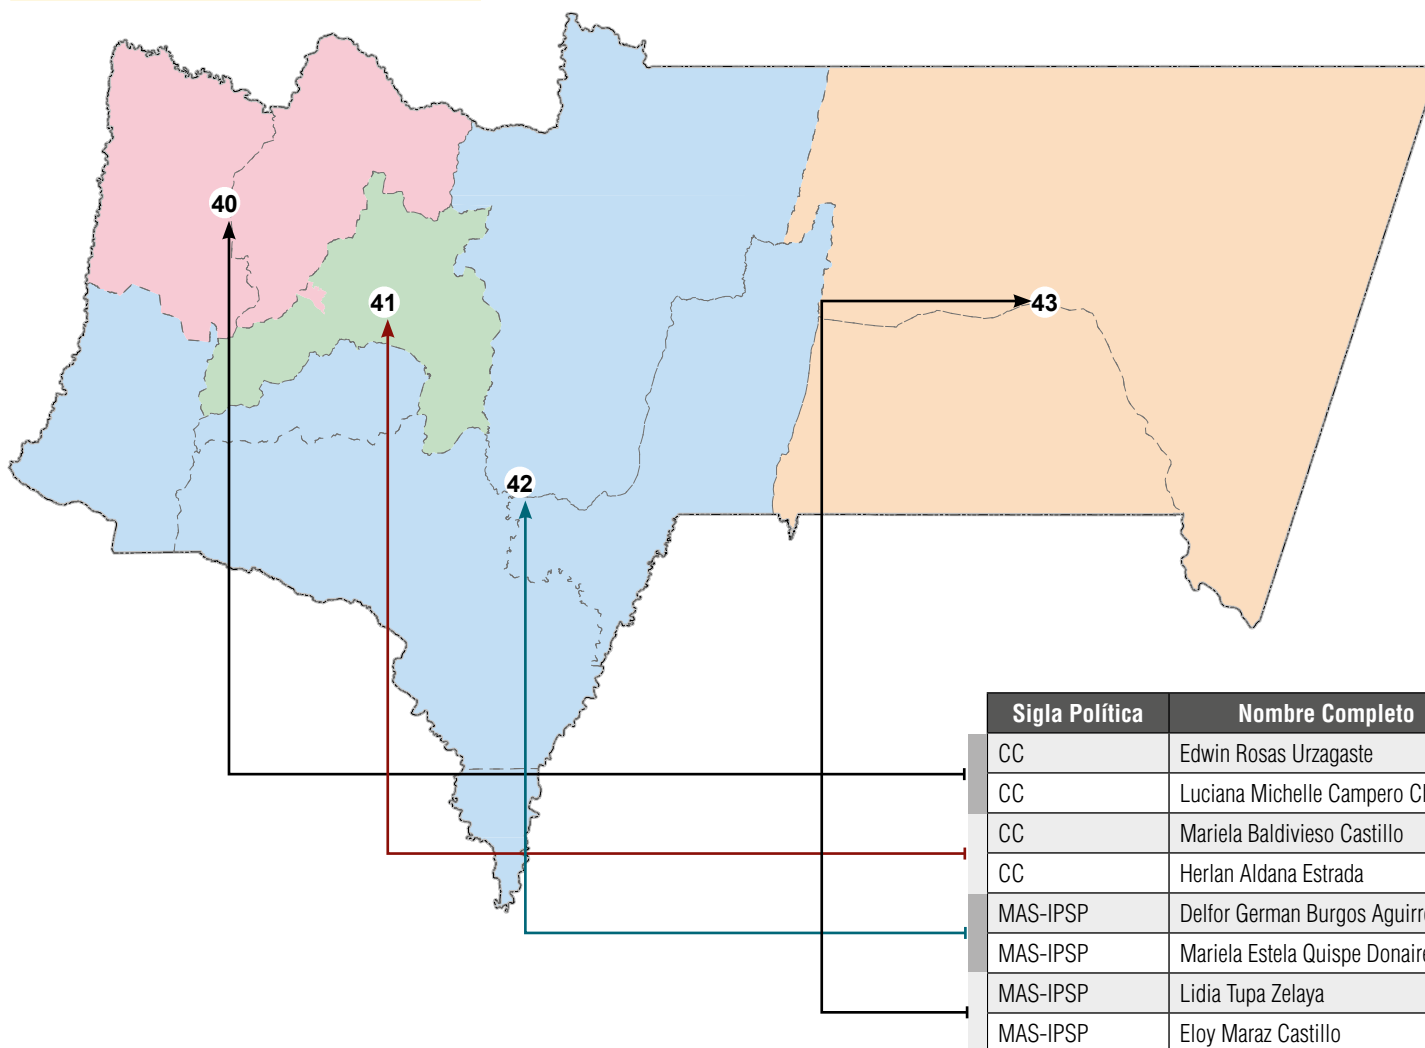 40
41
43
42
Sigla Política Nombre Completo
CC Edwin Rosas Urzagaste
CC Luciana Michelle Campero
CC Mariela Baldivieso Castillo
CC Herlan Aldana Estrada
MAS-IPSP Delfor German Burgos Aguirre
MAS-IPSP Mariela Estela Quispe Donaire
MAS-IPSP Lidia Tupa Zelaya
MAS-IPSP Eloy Maraz Castillo